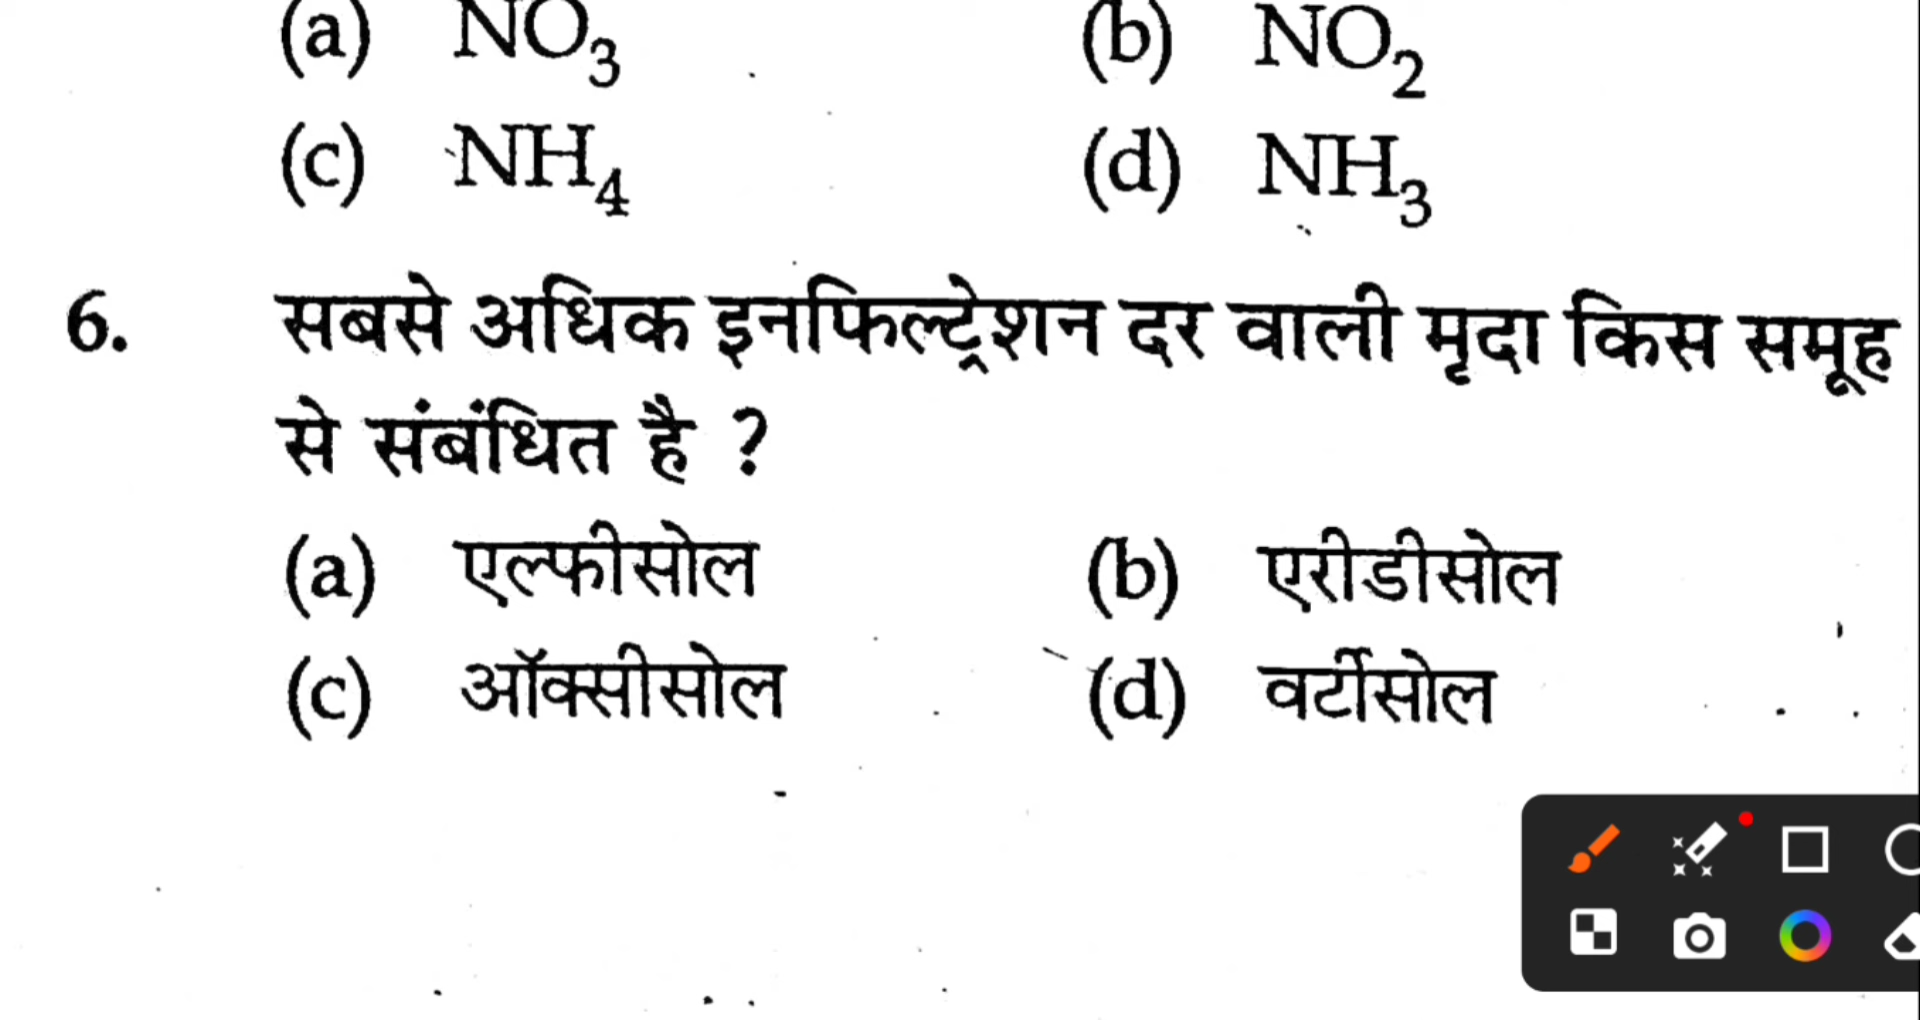 (a) NO₃ (b) NO₂
(c) NH₄ (d) NH₃
6. सबसे अधिक इनफिल्ट्रेशन दर वाली मृदा किस समूह
से संबंधित है ?
(a) एल्फीसोल (b) एरीडीसोल
(c) ऑक्सीसोल (d) वर्टीसोल